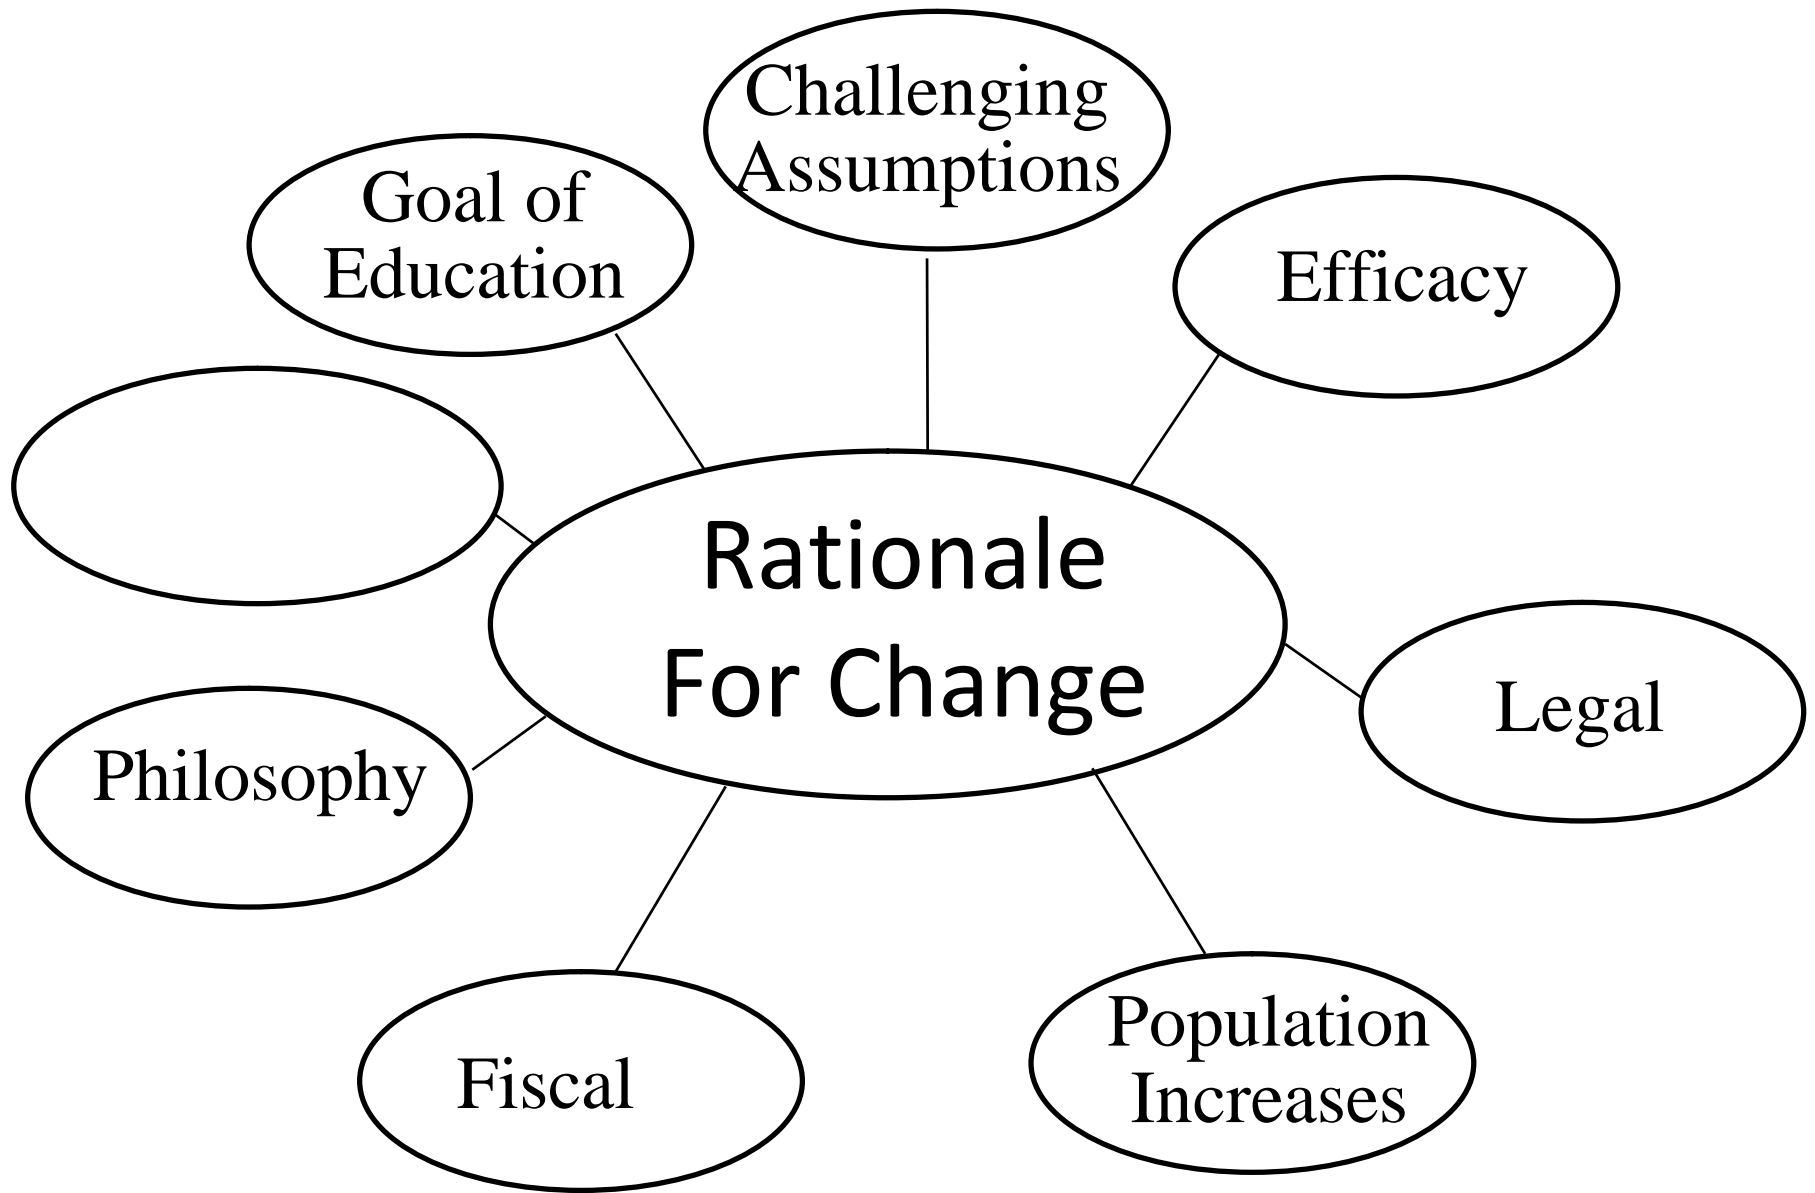 Challenging
Assumptions
Goal of
Education
Efficacy
Rationale
For Change
Legal
Philosophy
Population
Increases
Fiscal